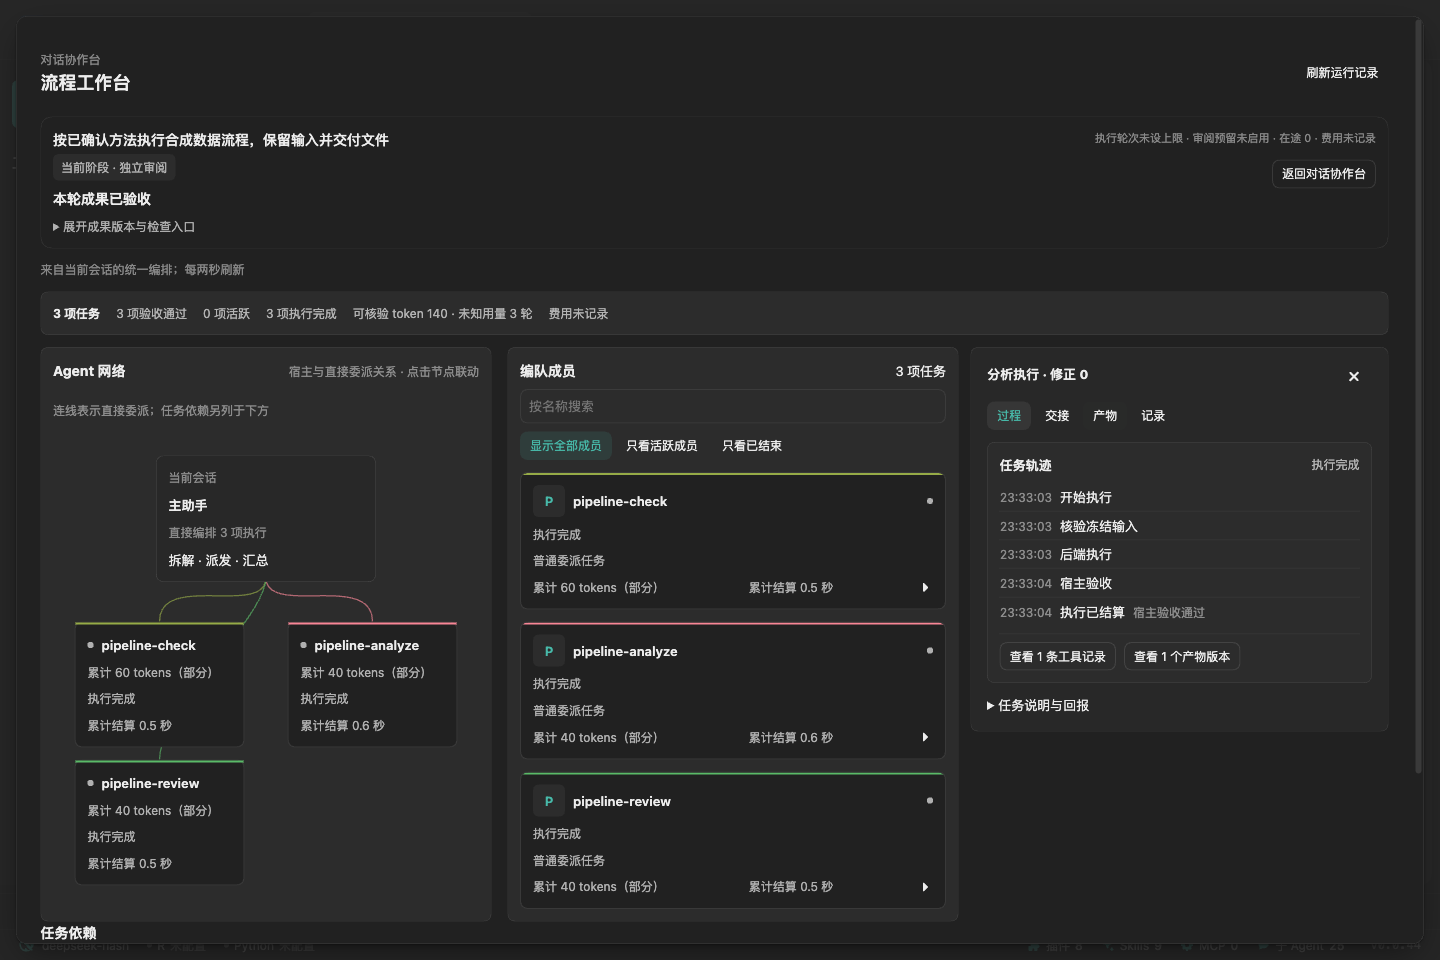 对话协作台
流程工作台
刷新运行记录
按已确认方法执行合成数据流程，保留输入并交付文件
执行轮次未设上限 · 审阅预留未启用 · 在途 0 · 费用未记录
当前阶段 · 独立审阅
返回对话协作台
本轮成果已验收
展开成果版本与检查入口
来自当前会话的统一编排；每两秒刷新
3 项任务 3 项验收通过 0 项活跃 3 项执行完成 可核验 token 140 · 未知用量 3 轮 费用未记录
Agent 网络
宿主与直接委派关系 · 点击节点联动
连线表示直接委派；任务依赖另列于下方
当前会话
主助手
直接编排 3 项执行
拆解 · 派发 · 汇总
pipeline-check
累计 60 tokens（部分）
执行完成
累计结算 0.5 秒
pipeline-analyze
累计 40 tokens（部分）
执行完成
累计结算 0.6 秒
pipeline-review
累计 40 tokens（部分）
执行完成
累计结算 0.5 秒
编队成员
3 项任务
按名称搜索
显示全部成员 只看活跃成员 只看已结束
P pipeline-check
执行完成
普通委派任务
累计 60 tokens（部分） 累计结算 0.5 秒
P pipeline-analyze
执行完成
普通委派任务
累计 40 tokens（部分） 累计结算 0.6 秒
P pipeline-review
执行完成
普通委派任务
累计 40 tokens（部分） 累计结算 0.5 秒
分析执行 · 修正 0
过程 交接 产物 记录
任务轨迹 执行完成
23:33:03 开始执行
23:33:03 核验冻结输入
23:33:03 后端执行
23:33:04 宿主验收
23:33:04 执行已结算 宿主验收通过
查看 1 条工具记录 查看 1 个产物版本
任务说明与回报
任务依赖
deepseek-flash R 未配置 Python 未配置 插件 8 Skills 9 MCP 0 子 Agent 26